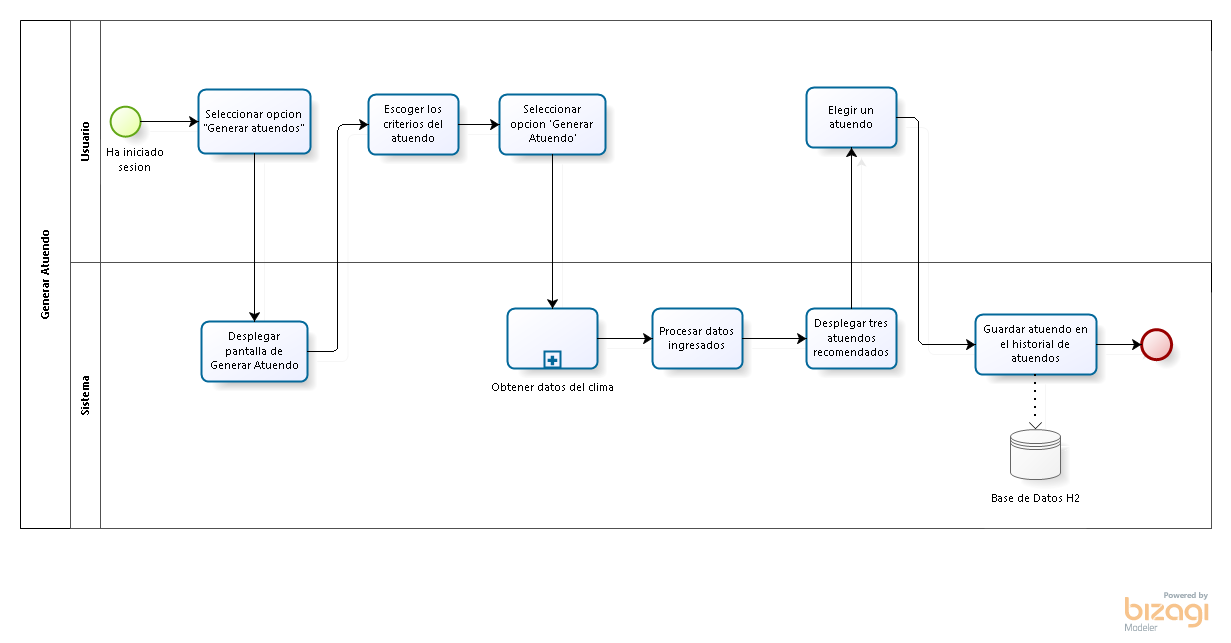 Generar Atuendo
Usuario
Ha iniciado
sesion
Seleccionar opcion
"Generar atuendos"
Escoger los
criterios del
atuendo
Seleccionar
opcion 'Generar
Atuendo'
Elegir un
atuendo
Sistema
Desplegar
pantalla de
Generar Atuendo
Obtener datos del clima
Procesar datos
ingresados
Desplegar tres
atuendos
recomendados
Guardar atuendo en
el historial de
atuendos
Base de Datos H2
Powered by
bizagi
Modeler